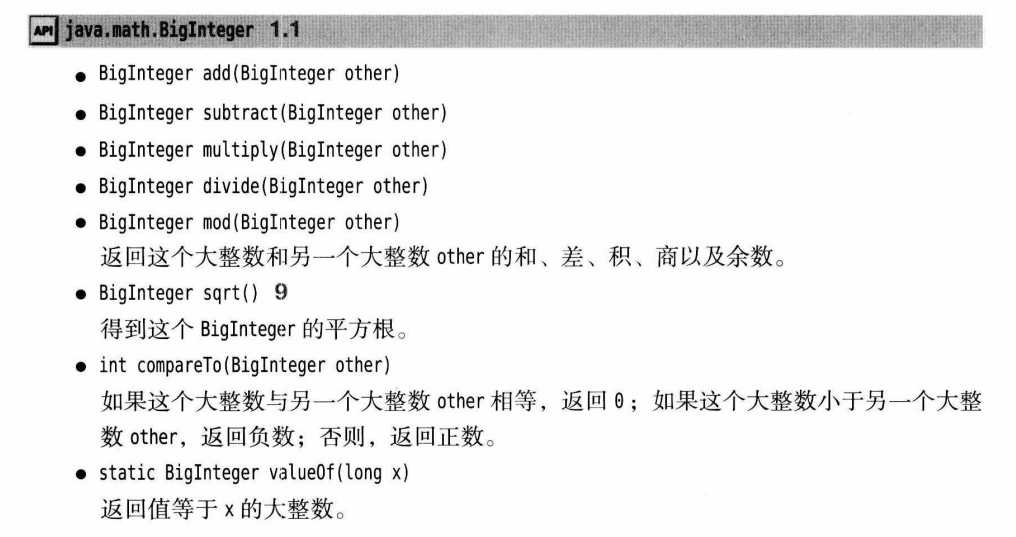 API java.math.BigInteger 1.1
● BigInteger add(BigInteger other)
● BigInteger subtract(BigInteger other)
● BigInteger multiply(BigInteger other)
● BigInteger divide(BigInteger other)
● BigInteger mod(BigInteger other)
返回这个大整数和另一个大整数 other 的和、差、积、商以及余数。
● BigInteger sqrt() 9
得到这个 BigInteger 的平方根。
● int compareTo(BigInteger other)
如果这个大整数与另一个大整数 other 相等，返回 0；如果这个大整数小于另一个大整
数 other，返回负数；否则，返回正数。
● static BigInteger valueOf(long x)
返回值等于 x 的大整数。